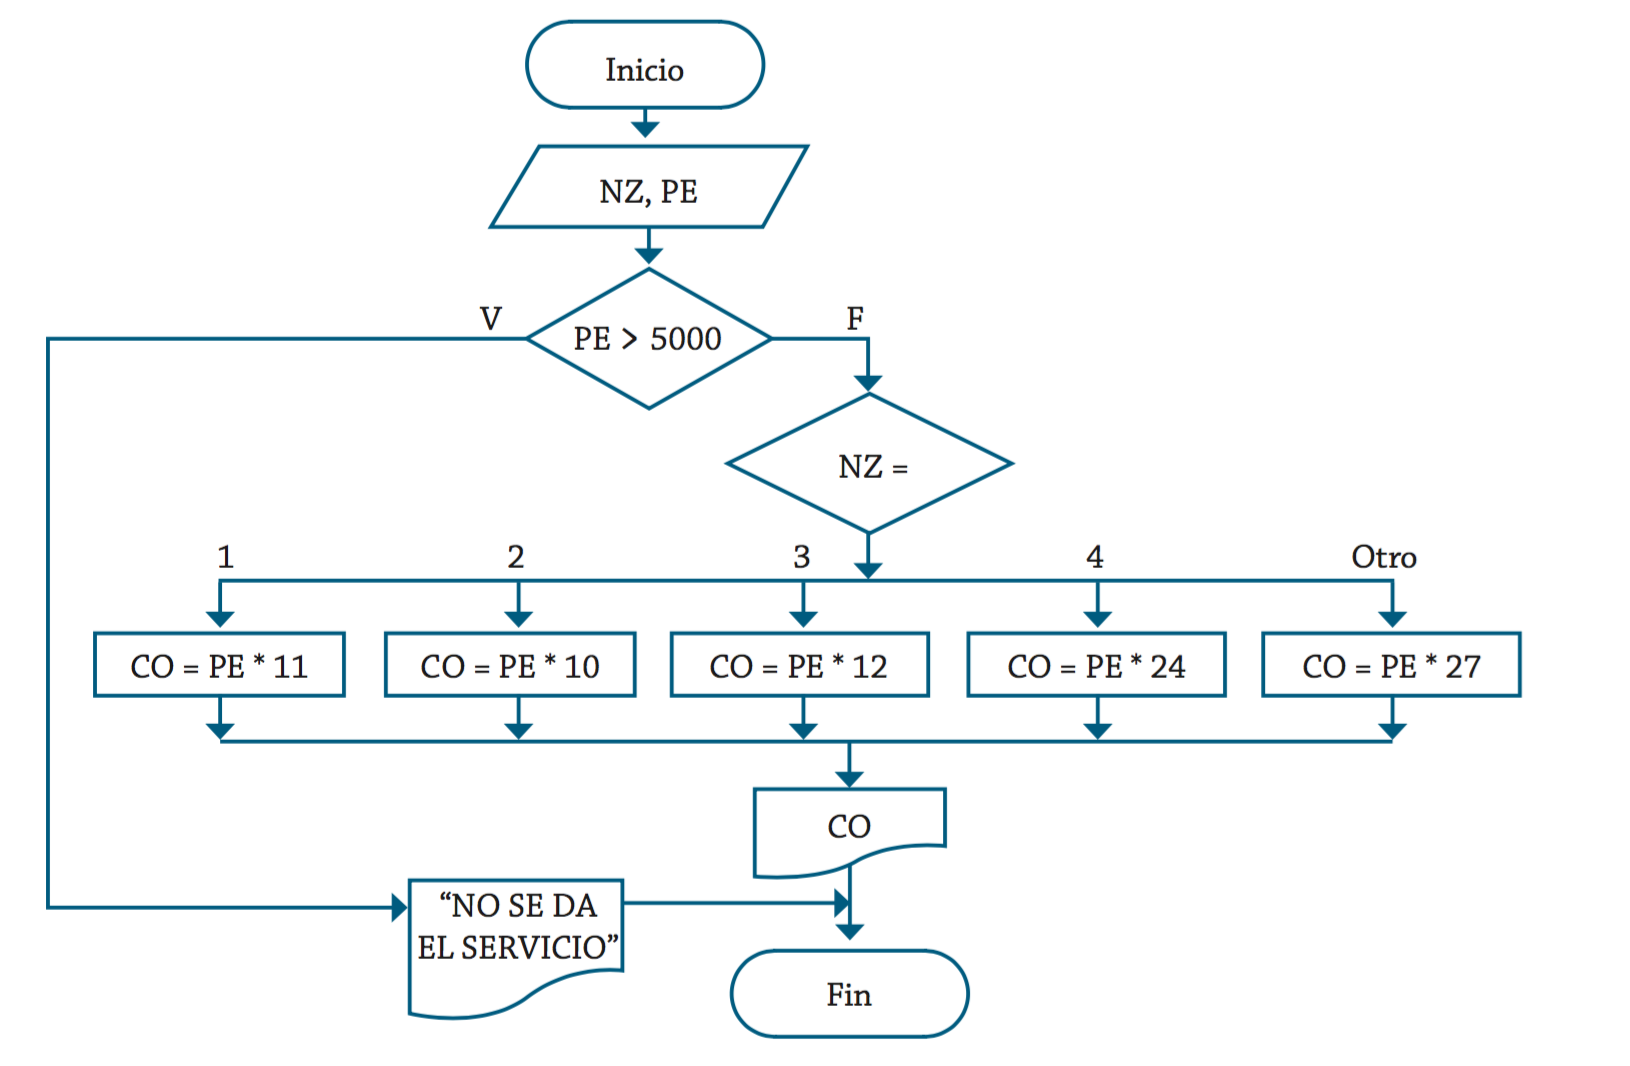 Inicio
NZ, PE
V
F
PE > 5000
NZ =
1
2
3
4
Otro
CO = PE * 11
CO = PE * 10
CO = PE * 12
CO = PE * 24
CO = PE * 27
CO
“NO SE DA
EL SERVICIO”
Fin